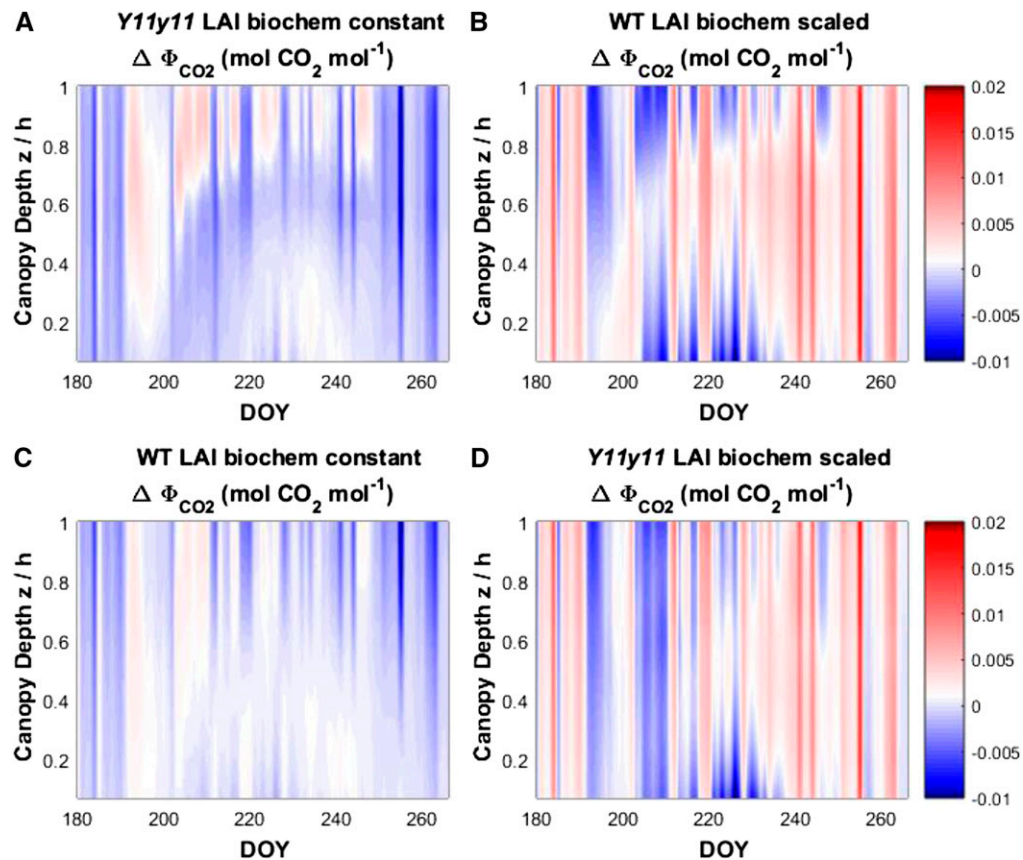 A
Y11y11 LAI biochem constant
Δ Φ_CO2 (mol CO₂ mol⁻¹)
Canopy Depth z / h
1
0.8
0.6
0.4
0.2
180 200 220 240 260
DOY
B
WT LAI biochem scaled
Δ Φ_CO2 (mol CO₂ mol⁻¹)
Canopy Depth z / h
1
0.8
0.6
0.4
0.2
180 200 220 240 260
DOY
0.02
0.015
0.01
0.005
0
-0.005
-0.01
C
WT LAI biochem constant
Δ Φ_CO2 (mol CO₂ mol⁻¹)
Canopy Depth z / h
1
0.8
0.6
0.4
0.2
180 200 220 240 260
DOY
D
Y11y11 LAI biochem scaled
Δ Φ_CO2 (mol CO₂ mol⁻¹)
Canopy Depth z / h
1
0.8
0.6
0.4
0.2
180 200 220 240 260
DOY
0.02
0.015
0.01
0.005
0
-0.005
-0.01